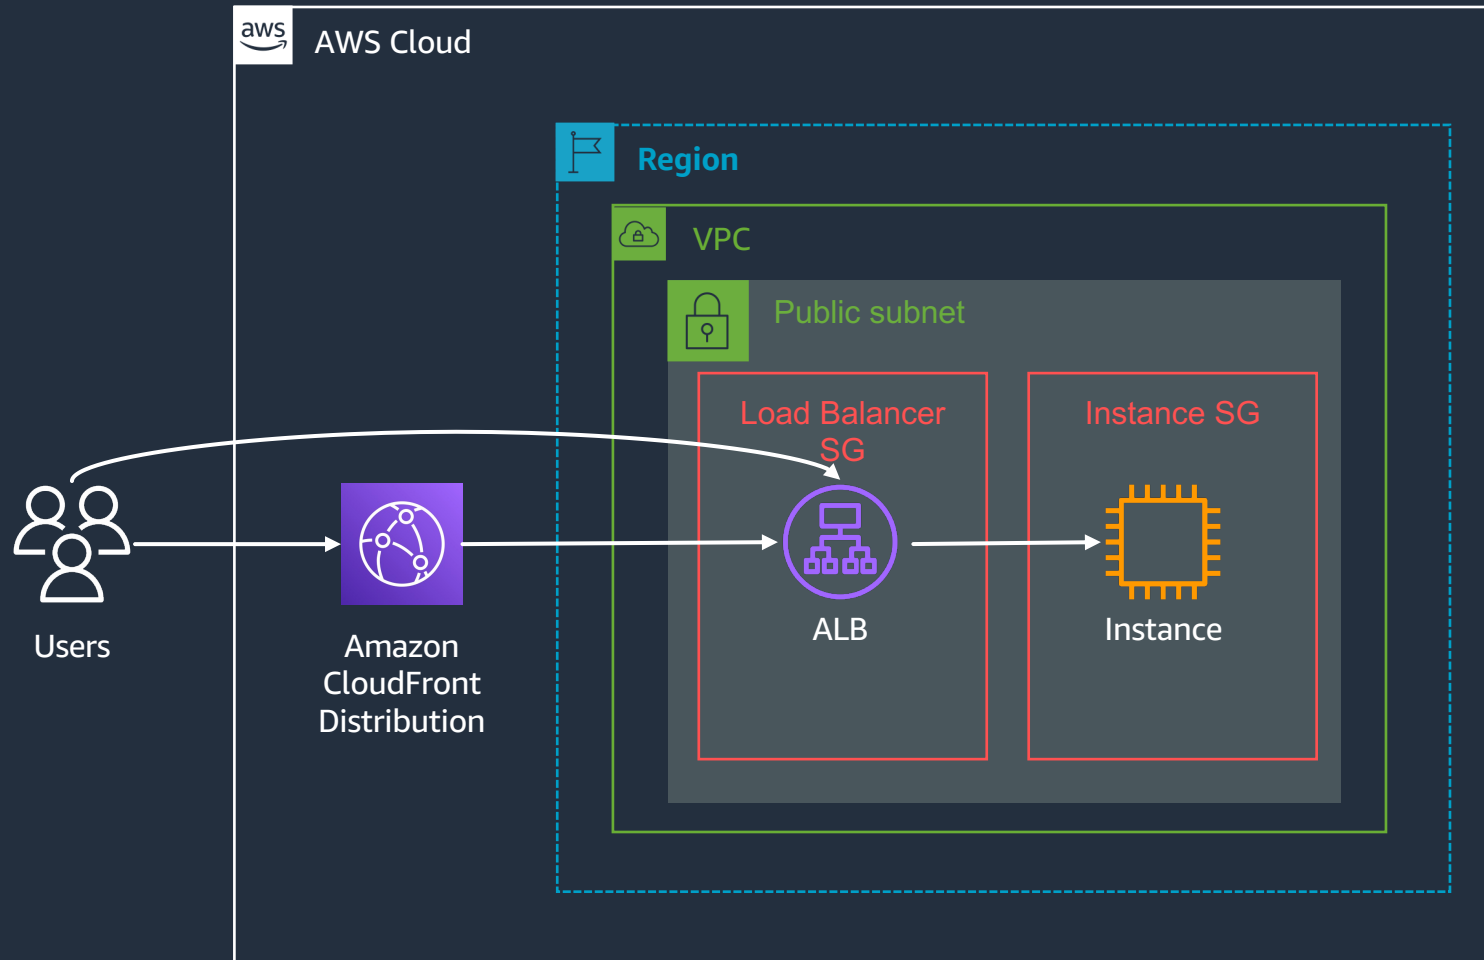 aws
AWS Cloud
Region
VPC
Public subnet
Load Balancer
SG
Instance SG
Users
Amazon
CloudFront
Distribution
ALB
Instance